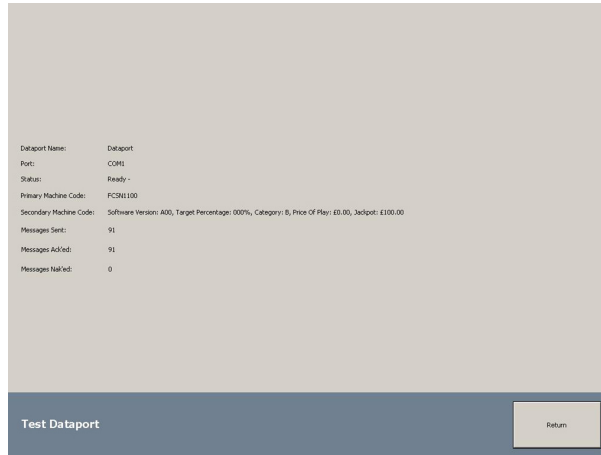 Dataport Name: Dataport
Port: COM1
Status: Ready -
Primary Machine Code: FCSN1100
Secondary Machine Code: Software Version: A00, Target Percentage: 000%, Category: B, Price Of Play: £0.00, Jackpot: £100.00
Messages Sent: 91
Messages Ack'ed: 91
Messages Nak'ed: 0
Test Dataport
Return